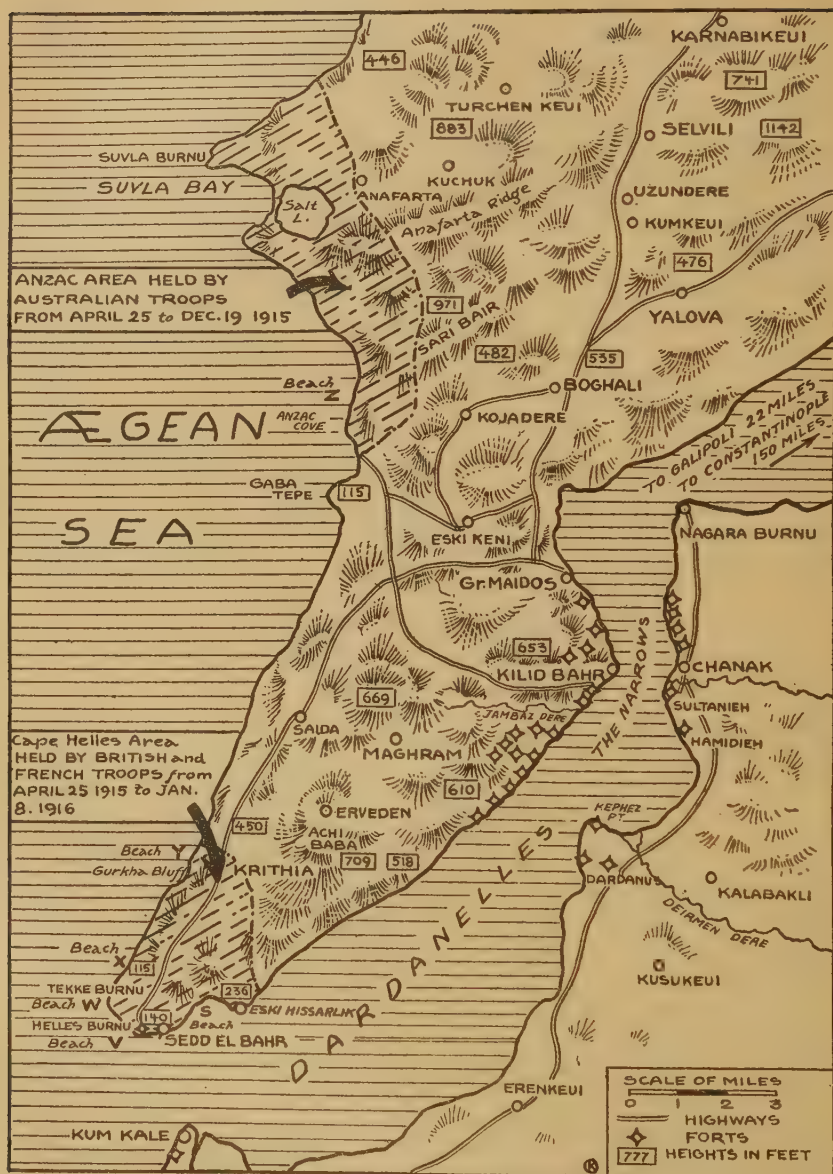 KARNABIKEUI
446
741
TURCHEN KEUI
883
SELVILI
1142
SUVLA BURNU
KUCHUK
SUVLA BAY
ANAFARTA
UZUNDERE
Salt
L.
Anafarta Ridge
KUMKEUI
476
ANZAC AREA HELD BY
AUSTRALIAN TROOPS
FROM APRIL 25 to DEC. 19 1915
971
SARI BAIR
YALOVA
482
535
Beach Z
BOGHALI
ÆGEAN
ANZAC
COVE
KOJADERE
TO GALIPOLI 22 MILES
TO CONSTANTINOPLE
150 MILES
GABA
TEPE
115
SEA
ESKI KENI
NAGARA BURNU
Gr. MAIDOS
653
KILID BAHR
THE NARROWS
CHANAK
669
SULTANIEH
SAIDA
JAMBAZ DERE
HAMIDIEH
MAGHRAM
Cape Helles Area
HELD BY BRITISH and
FRENCH TROOPS from
APRIL 25 1915 to JAN.
8. 1916
610
ERVEDEN
KEPHEZ
PT.
450
ACHI
BABA
709
518
Beach Y
Gurkha Bluff
KRITHIA
DARDANUS
KALABAKLI
DEIRMEN DERE
Beach
X
115
KUSUKEUI
TEKKE BURNU
236
Beach W
140
S
Beach
ESKI HISSARLIK
HELLES BURNU
Beach V
SEDD EL BAHR
DARDANELLES
SCALE OF MILES
0 1 2 3
HIGHWAYS
FORTS
777 HEIGHTS IN FEET
ERENKEUI
KUM KALE